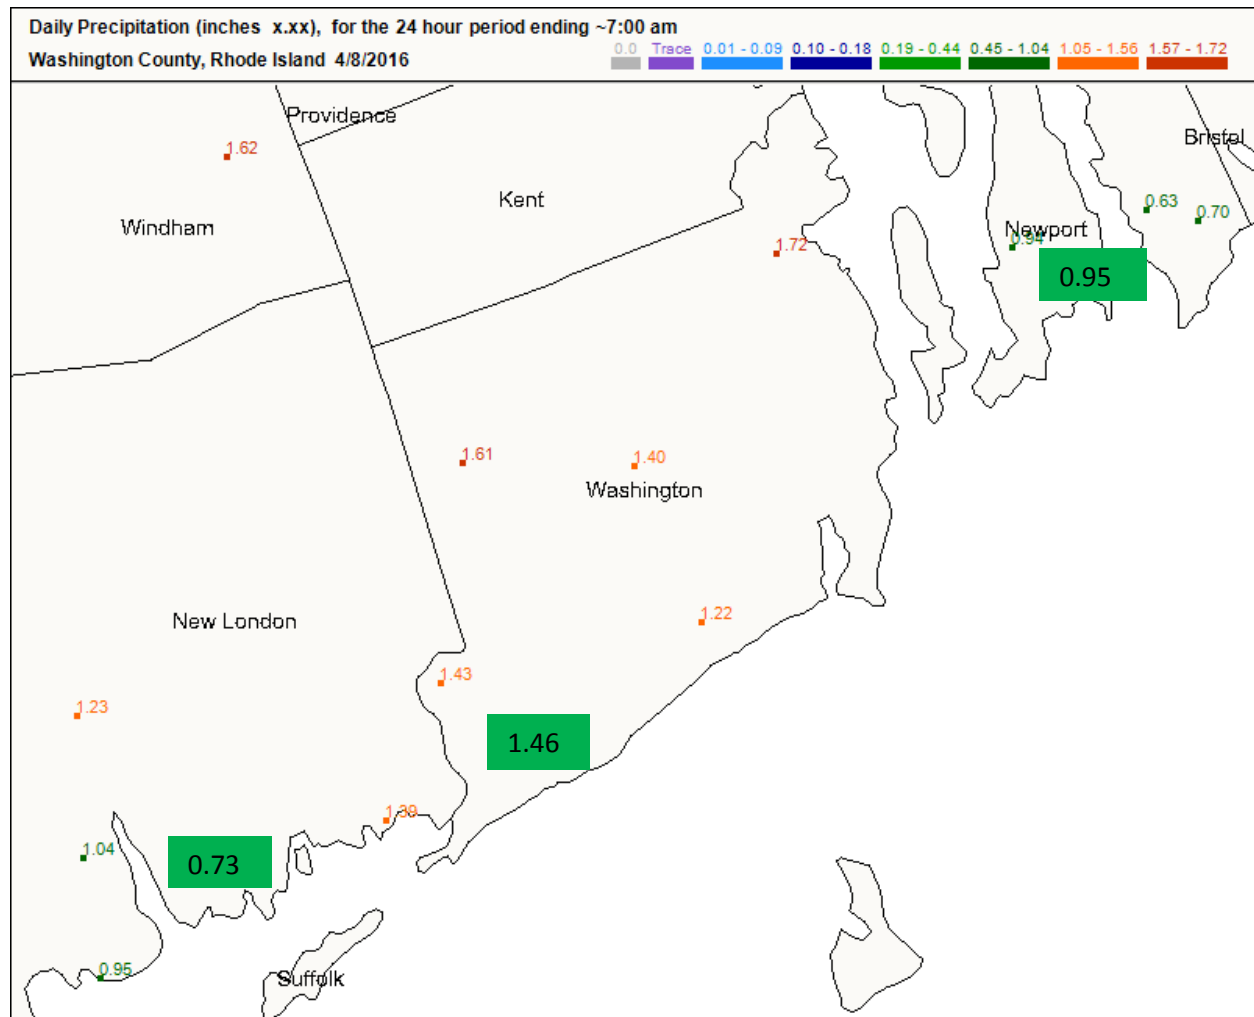 Daily Precipitation (inches x.xx), for the 24 hour period ending ~7:00 am
Washington County, Rhode Island 4/8/2016
0.0 Trace 0.01 - 0.09 0.10 - 0.18 0.19 - 0.44 0.45 - 1.04 1.05 - 1.56 1.57 - 1.72
Providence
Bristol
1.62
Kent
0.63
0.70
Windham
Newport
0.94
1.72
0.95
1.61
1.40
Washington
New London
1.22
1.43
1.23
1.46
1.39
1.04
0.73
0.95
Suffolk